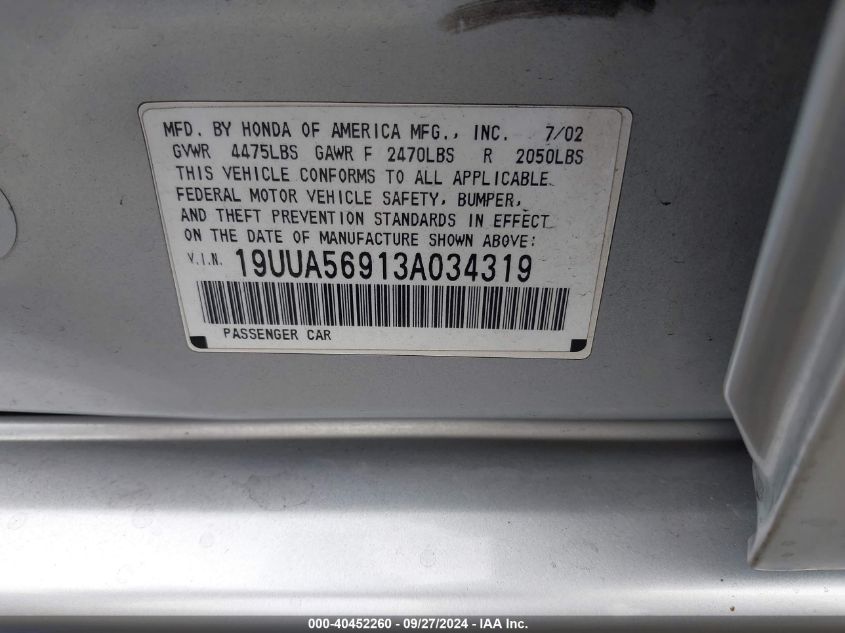 MFD. BY HONDA OF AMERICA MFG., INC. 7/02
GVWR 4475LBS GAWR F 2470LBS R 2050LBS
THIS VEHICLE CONFORMS TO ALL APPLICABLE
FEDERAL MOTOR VEHICLE SAFETY, BUMPER,
AND THEFT PREVENTION STANDARDS IN EFFECT
ON THE DATE OF MANUFACTURE SHOWN ABOVE:
V.I.N. 19UUA56913A034319
PASSENGER CAR
000-40452260 - 09/27/2024 - IAA Inc.